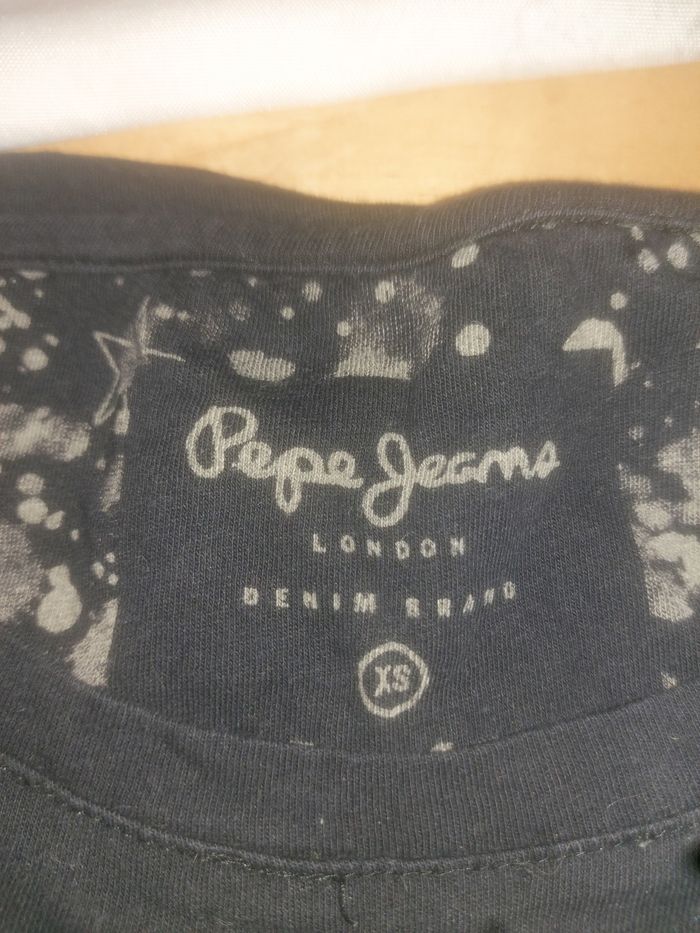 Pepe Jeans
LONDON
DENIM BRAND
XS